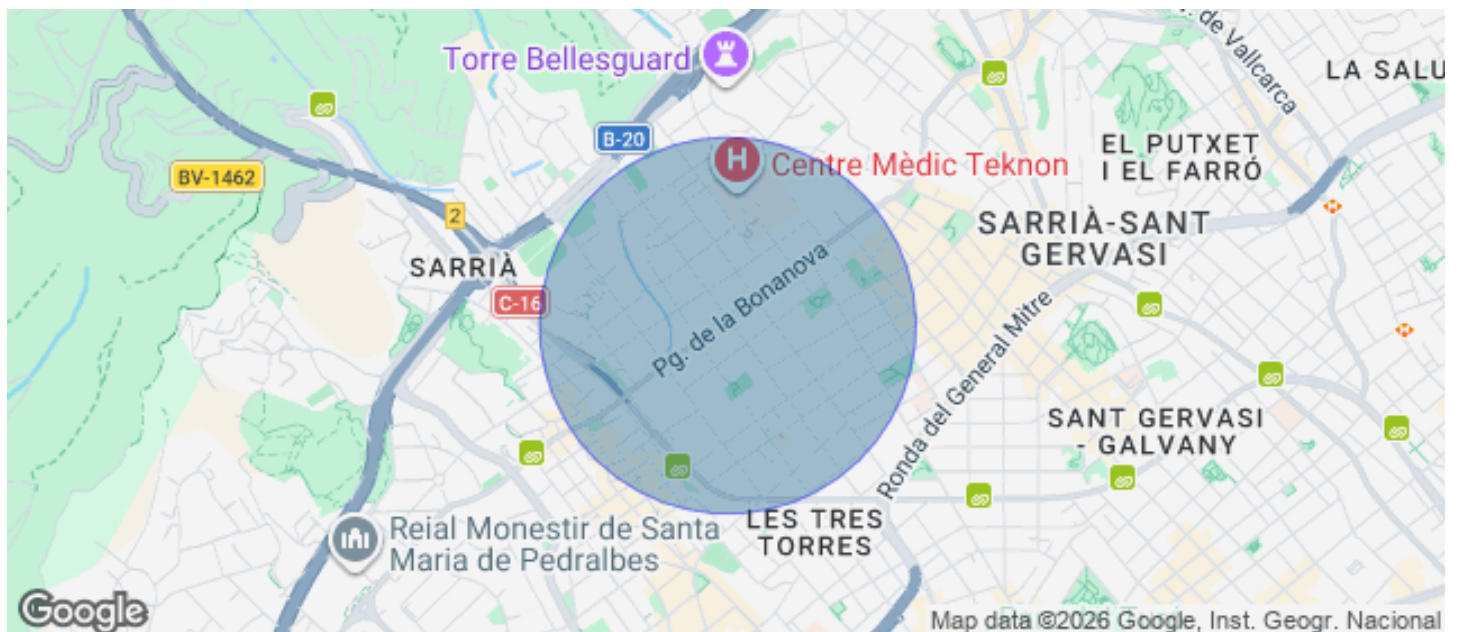 Torre Bellesguard
de Vallcarca
LA SALU
B-20
EL PUTXET
I EL FARRÓ
H
Centre Mèdic Teknon
BV-1462
2
SARRIÀ-SANT
GERVASI
SARRIÀ
C-16
Pg. de la Bonanova
Ronda del General Mitre
SANT GERVASI
- GALVANY
LES TRES
TORRES
Reial Monestir de Santa
Maria de Pedralbes
Google
Map data ©2026 Google, Inst. Geogr. Nacional